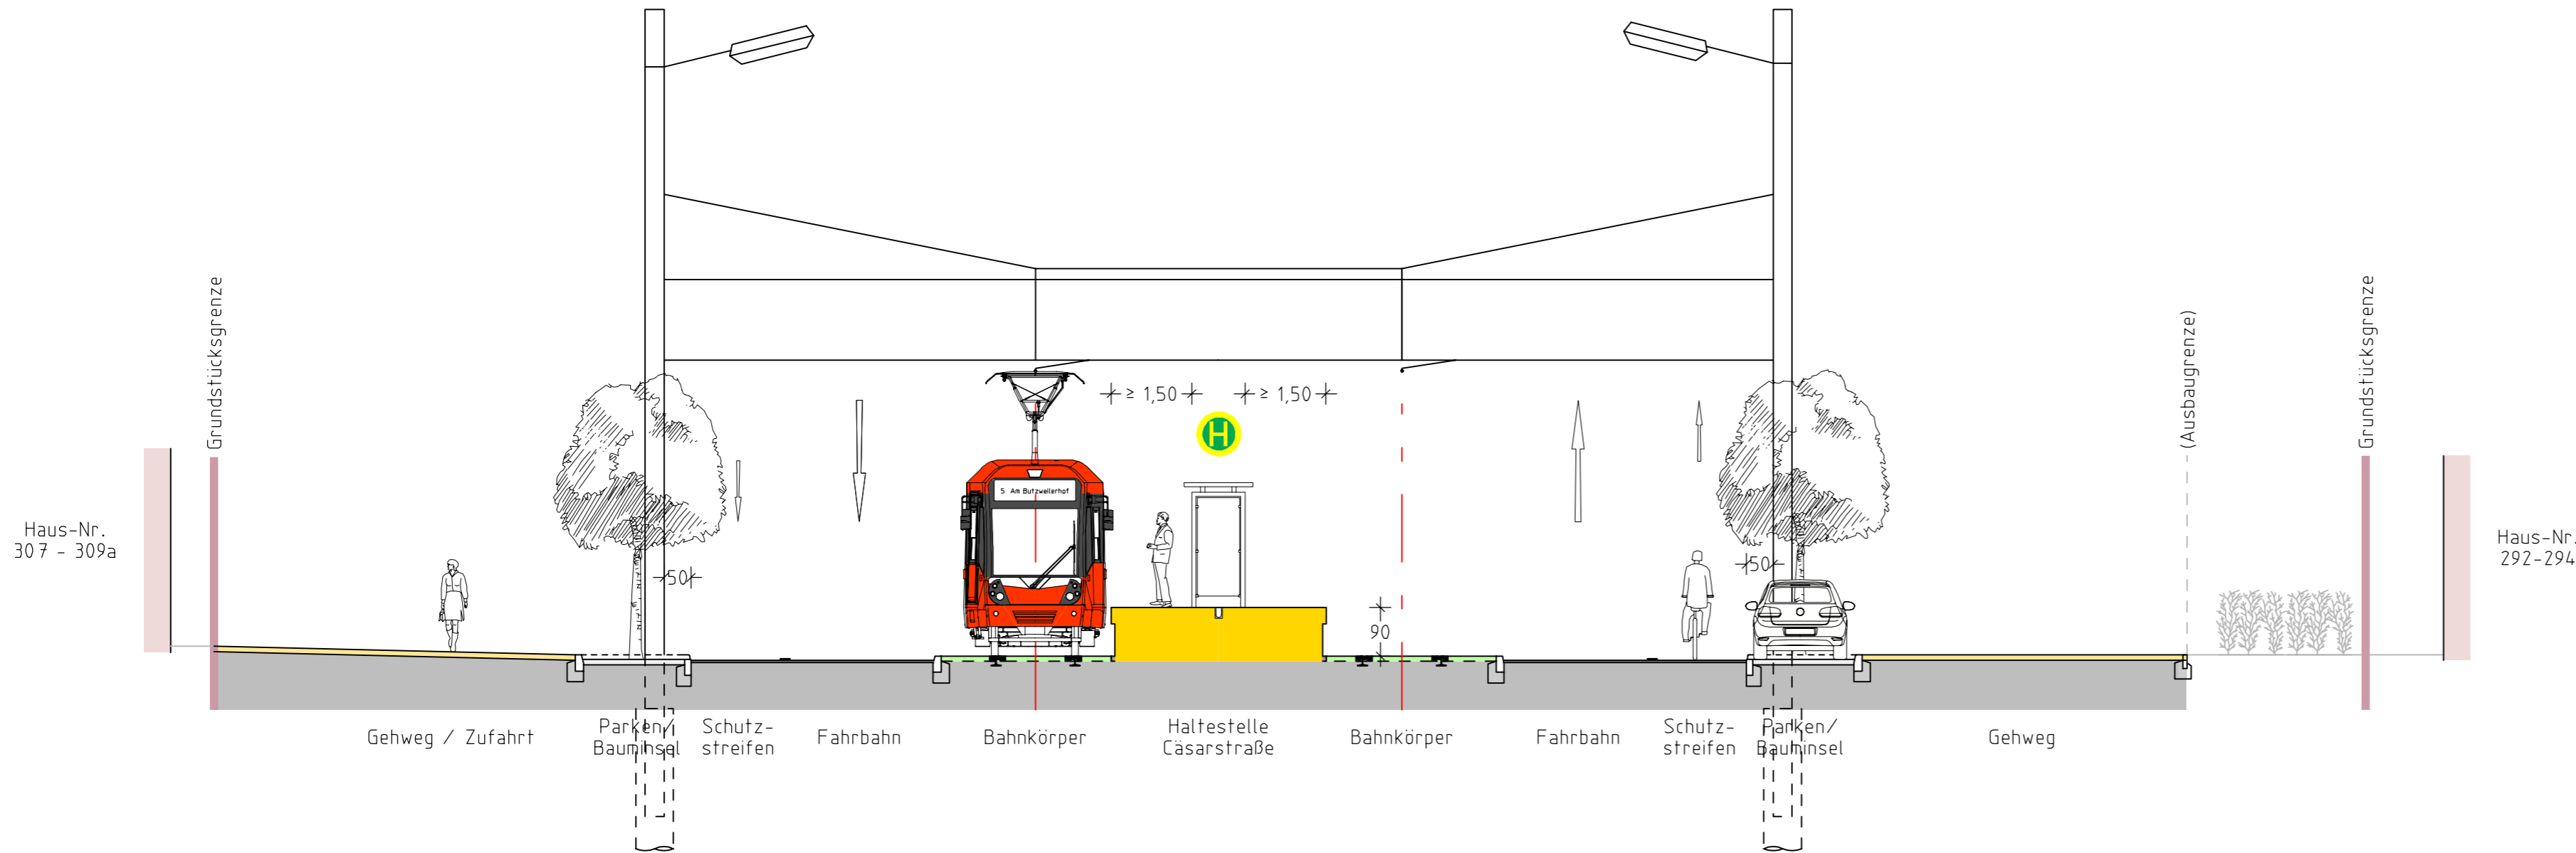 Grundstücksgrenze
Haus-Nr.
307 - 309a
50
5 Am Butzweilerhof
≥ 1,50
≥ 1,50
H
90
50
(Ausbaugrenze)
Grundstücksgrenze
Haus-Nr.
292-294
Gehweg / Zufahrt
Parken/
Bauminsel
Schutz-
streifen
Fahrbahn
Bahnkörper
Haltestelle
Cäsarstraße
Bahnkörper
Fahrbahn
Schutz-
streifen
Parken/
Bauminsel
Gehweg